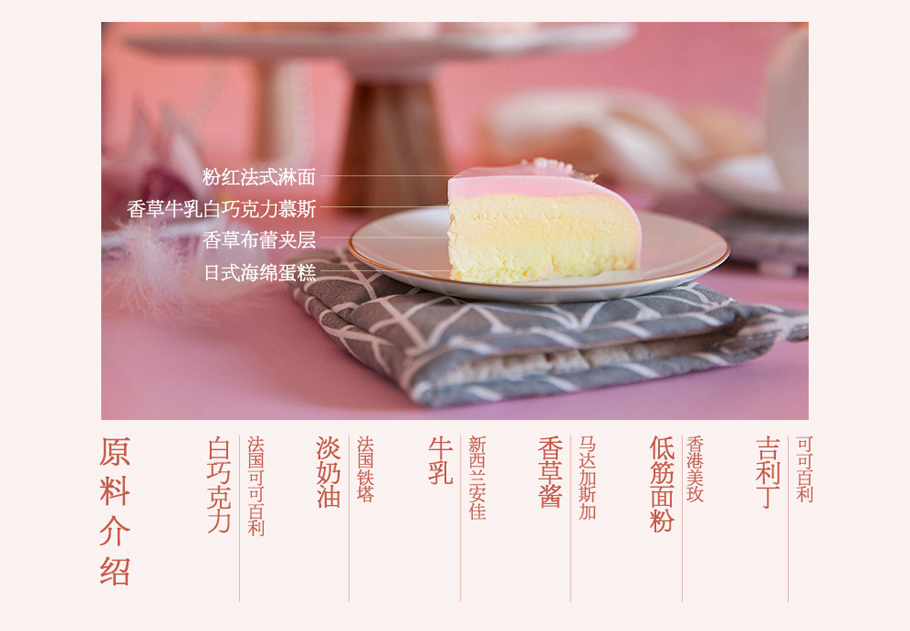 粉红法式淋面
香草牛乳白巧克力慕斯
香草布蕾夹层
日式海绵蛋糕
原料介绍
白巧克力
法国可可百利
淡奶油
法国铁塔
牛乳
新西兰安佳
香草酱
马达加斯加
低筋面粉
香港美玫
吉利丁
可可百利